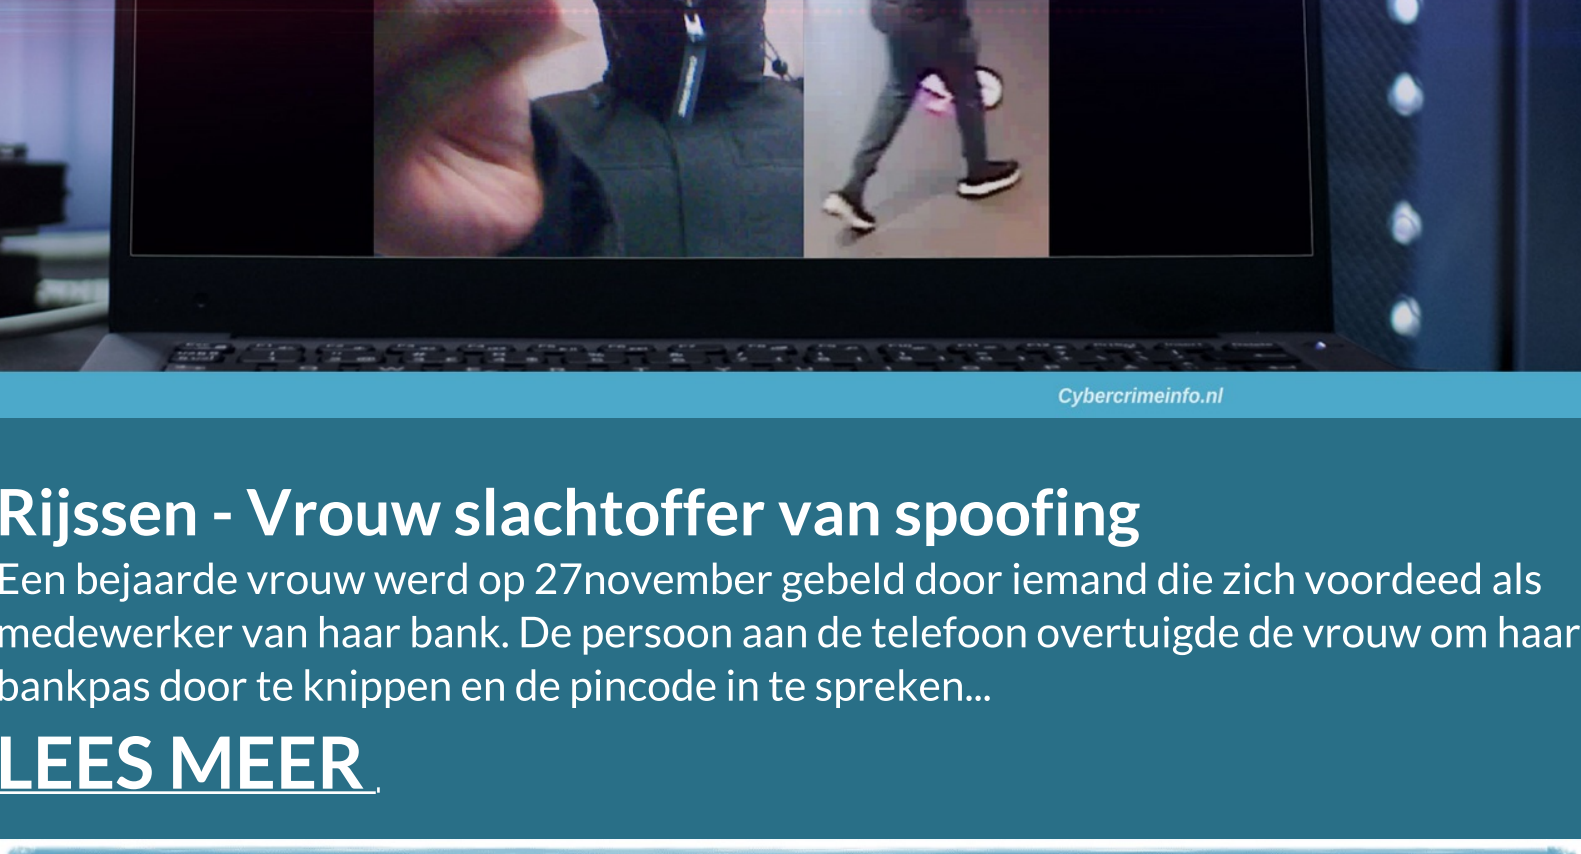 Cybercrimeinfo.nl
Rijssen - Vrouw slachtoffer van spoofing
Een bejaarde vrouw werd op 27november gebeld door iemand die zich voordeed als
medewerker van haar bank. De persoon aan de telefoon overtuigde de vrouw om haar
bankpas door te knippen en de pincode in te spreken...
LEES MEER .